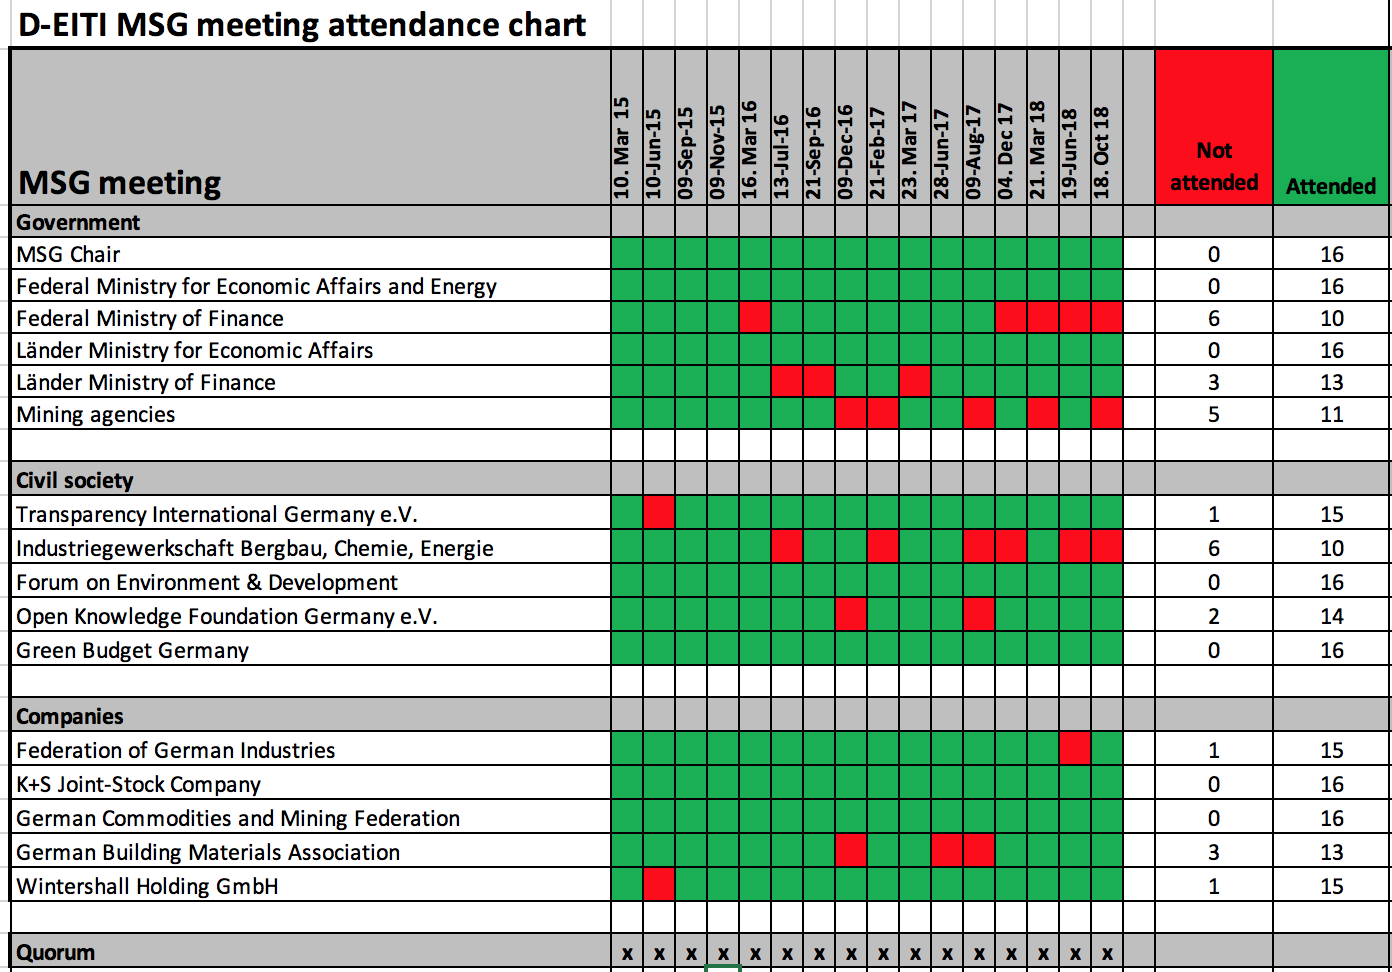 D-EITI MSG meeting attendance chart
MSG meeting 10. Mar 15 10-Jun-15 09-Sep-15 09-Nov-15 16. Mar 16 13-Jul-16 21-Sep-16 09-Dec-16 21-Feb-17 23. Mar 17 28-Jun-17 09-Aug-17 04. Dec 17 21. Mar 18 19-Jun-18 18. Oct 18 Not attended Attended
Government
MSG Chair 0 16
Federal Ministry for Economic Affairs and Energy 0 16
Federal Ministry of Finance 6 10
Länder Ministry for Economic Affairs 0 16
Länder Ministry of Finance 3 13
Mining agencies 5 11
Civil society
Transparency International Germany e.V. 1 15
Industriegewerkschaft Bergbau, Chemie, Energie 6 10
Forum on Environment & Development 0 16
Open Knowledge Foundation Germany e.V. 2 14
Green Budget Germany 0 16
Companies
Federation of German Industries 1 15
K+S Joint-Stock Company 0 16
German Commodities and Mining Federation 0 16
German Building Materials Association 3 13
Wintershall Holding GmbH 1 15
Quorum x x x x x x x x x x x x x x x x